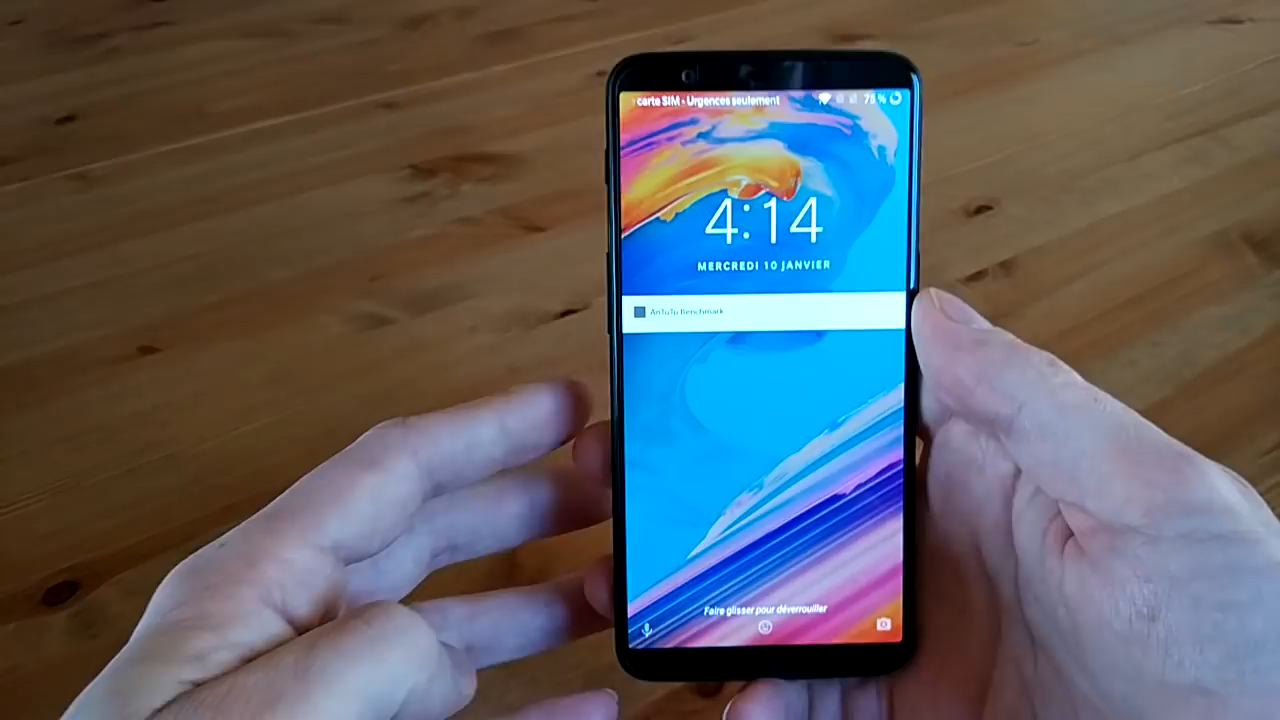 carte SIM - Urgences seulement 75 %
4:14
MERCREDI 10 JANVIER
AnTuTu Benchmark
Faire glisser pour déverrouiller